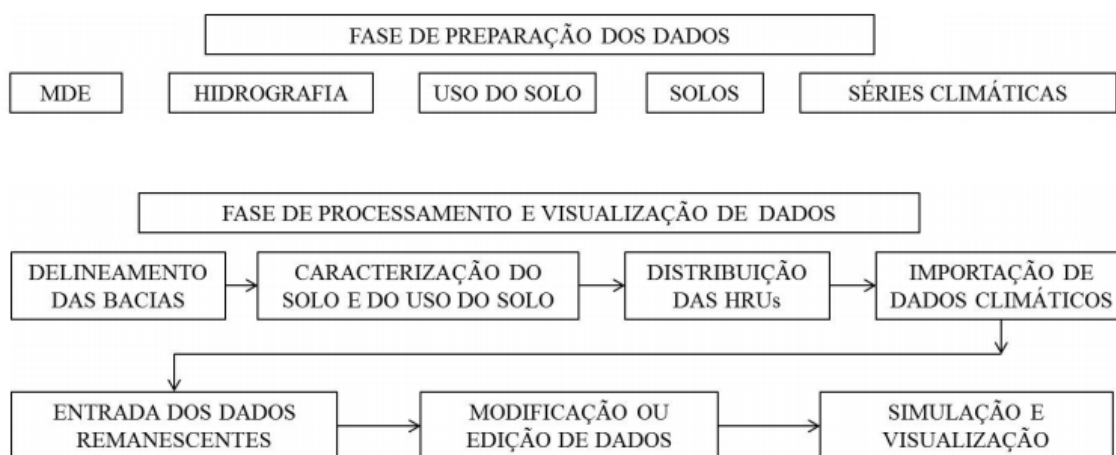 FASE DE PREPARAÇÃO DOS DADOS
MDE
HIDROGRAFIA
USO DO SOLO
SOLOS
SÉRIES CLIMÁTICAS
FASE DE PROCESSAMENTO E VISUALIZAÇÃO DE DADOS
DELINEAMENTO
DAS BACIAS
CARACTERIZAÇÃO DO
SOLO E DO USO DO SOLO
DISTRIBUIÇÃO
DAS HRUs
IMPORTAÇÃO DE
DADOS CLIMÁTICOS
ENTRADA DOS DADOS
REMANESCENTES
MODIFICAÇÃO OU
EDIÇÃO DE DADOS
SIMULAÇÃO E
VISUALIZAÇÃO